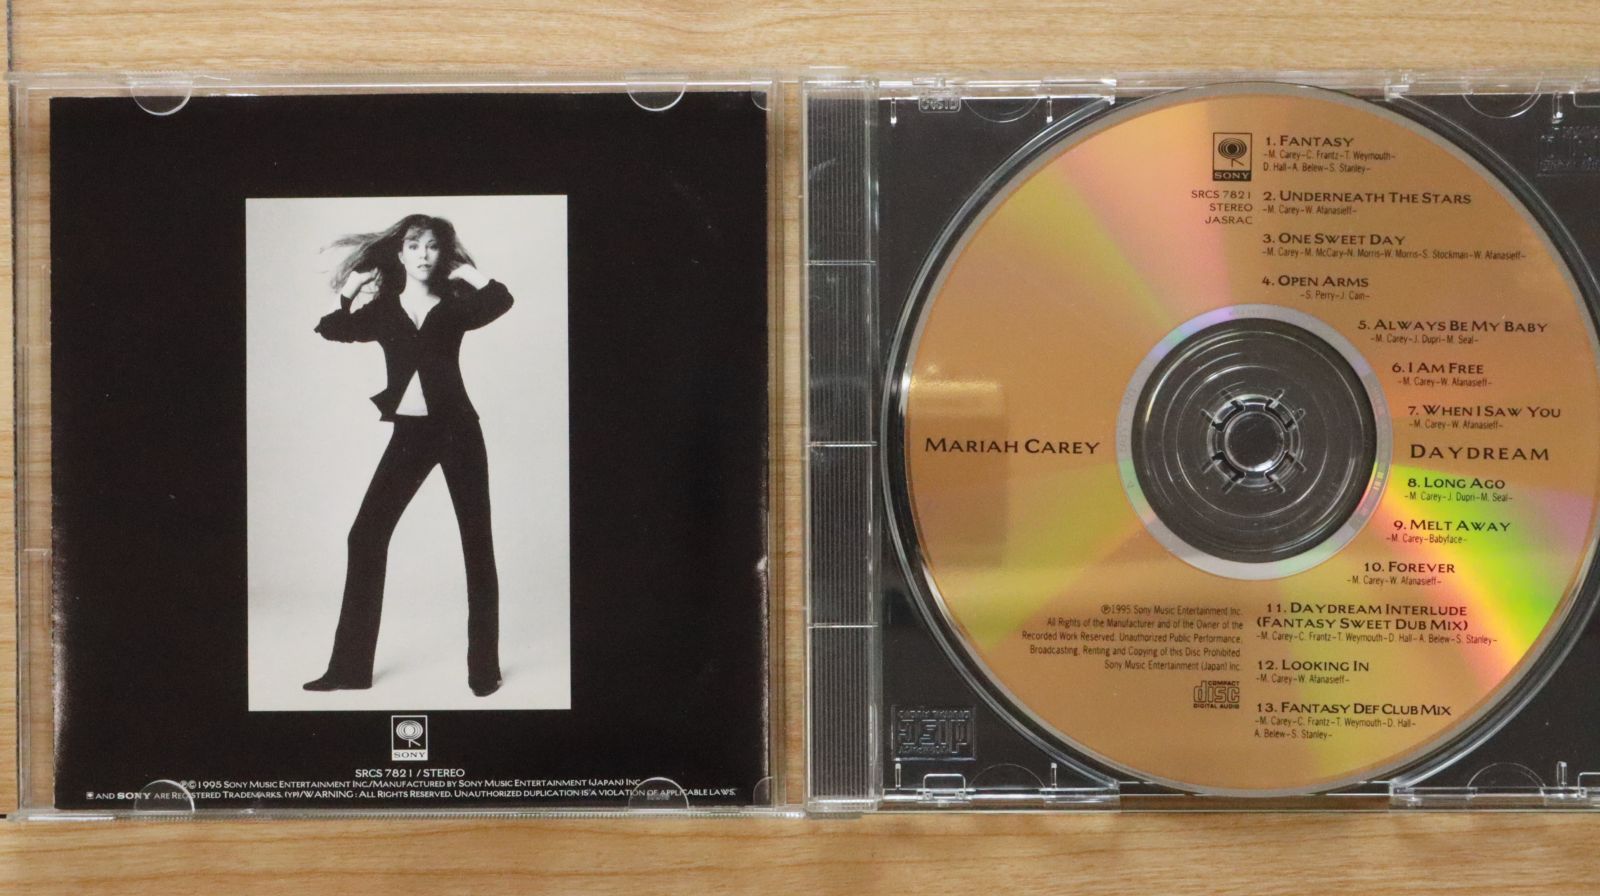 SONY
SRCS 7821 / STEREO
℗©1995 SONY MUSIC ENTERTAINMENT INC./MANUFACTURED BY SONY MUSIC ENTERTAINMENT (JAPAN) INC.
AND SONY ARE REGISTERED TRADEMARKS. (YP)/WARNING : ALL RIGHTS RESERVED. UNAUTHORIZED DUPLICATION IS A VIOLATION OF APPLICABLE LAWS.
SONY
SRCS 7821
STEREO
JASRAC
1. FANTASY
–M. Carey–C. Frantz–T. Weymouth–
D. Hall–A. Belew–S. Stanley–
2. UNDERNEATH THE STARS
–M. Carey–W. Afanasieff–
3. ONE SWEET DAY
–M. Carey–M. McCary–N. Morris–W. Morris–S. Stockman–W. Afanasieff–
4. OPEN ARMS
–S. Perry–J. Cain–
5. ALWAYS BE MY BABY
–M. Carey–J. Dupri–M. Seal–
6. I AM FREE
–M. Carey–W. Afanasieff–
7. WHEN I SAW YOU
–M. Carey–W. Afanasieff–
MARIAH CAREY
DAYDREAM
8. LONG AGO
–M. Carey–J. Dupri–M. Seal–
9. MELT AWAY
–M. Carey–Babyface–
10. FOREVER
–M. Carey–W. Afanasieff–
11. DAYDREAM INTERLUDE
(FANTASY SWEET DUB MIX)
–M. Carey–C. Frantz–T. Weymouth–D. Hall–A. Belew–S. Stanley–
12. LOOKING IN
–M. Carey–W. Afanasieff–
13. FANTASY DEF CLUB MIX
–M. Carey–C. Frantz–T. Weymouth–D. Hall–
A. Belew–S. Stanley–
℗1995 Sony Music Entertainment Inc.
All Rights of the Manufacturer and of the Owner of the
Recorded Work Reserved. Unauthorized Public Performance,
Broadcasting, Renting and Copying of this Disc Prohibited.
Sony Music Entertainment (Japan) Inc.
COMPACT
disc
DIGITAL AUDIO